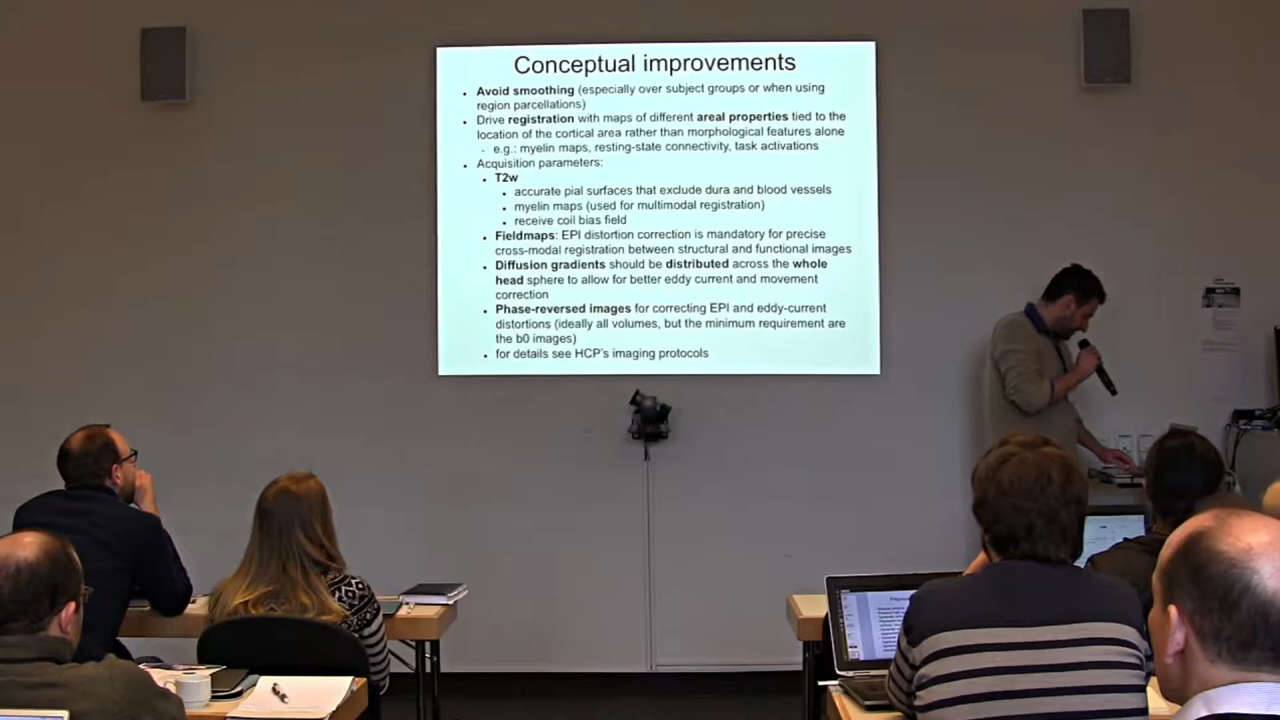 Conceptual improvements
• Avoid smoothing (especially over subject groups or when using
region parcellations)
• Drive registration with maps of different areal properties tied to the
location of the cortical area rather than morphological features alone
- e.g.: myelin maps, resting-state connectivity, task activations
• Acquisition parameters:
• T2w
• accurate pial surfaces that exclude dura and blood vessels
• myelin maps (used for multimodal registration)
• receive coil bias field
• Fieldmaps: EPI distortion correction is mandatory for precise
cross-modal registration between structural and functional images
• Diffusion gradients should be distributed across the whole
head sphere to allow for better eddy current and movement
correction
• Phase-reversed images for correcting EPI and eddy-current
distortions (ideally all volumes, but the minimum requirement are
the b0 images)
• for details see HCP's imaging protocols